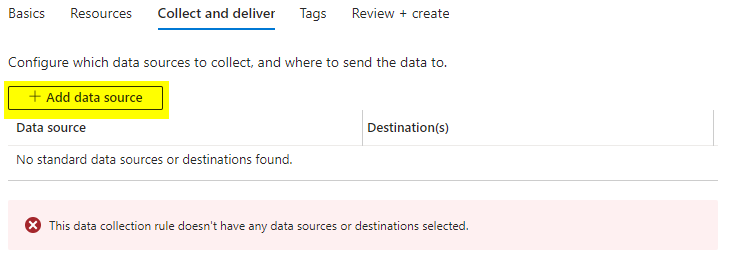 Basics Resources Collect and deliver Tags Review + create
Configure which data sources to collect, and where to send the data to.
+ Add data source
Data source Destination(s)
No standard data sources or destinations found.
This data collection rule doesn't have any data sources or destinations selected.